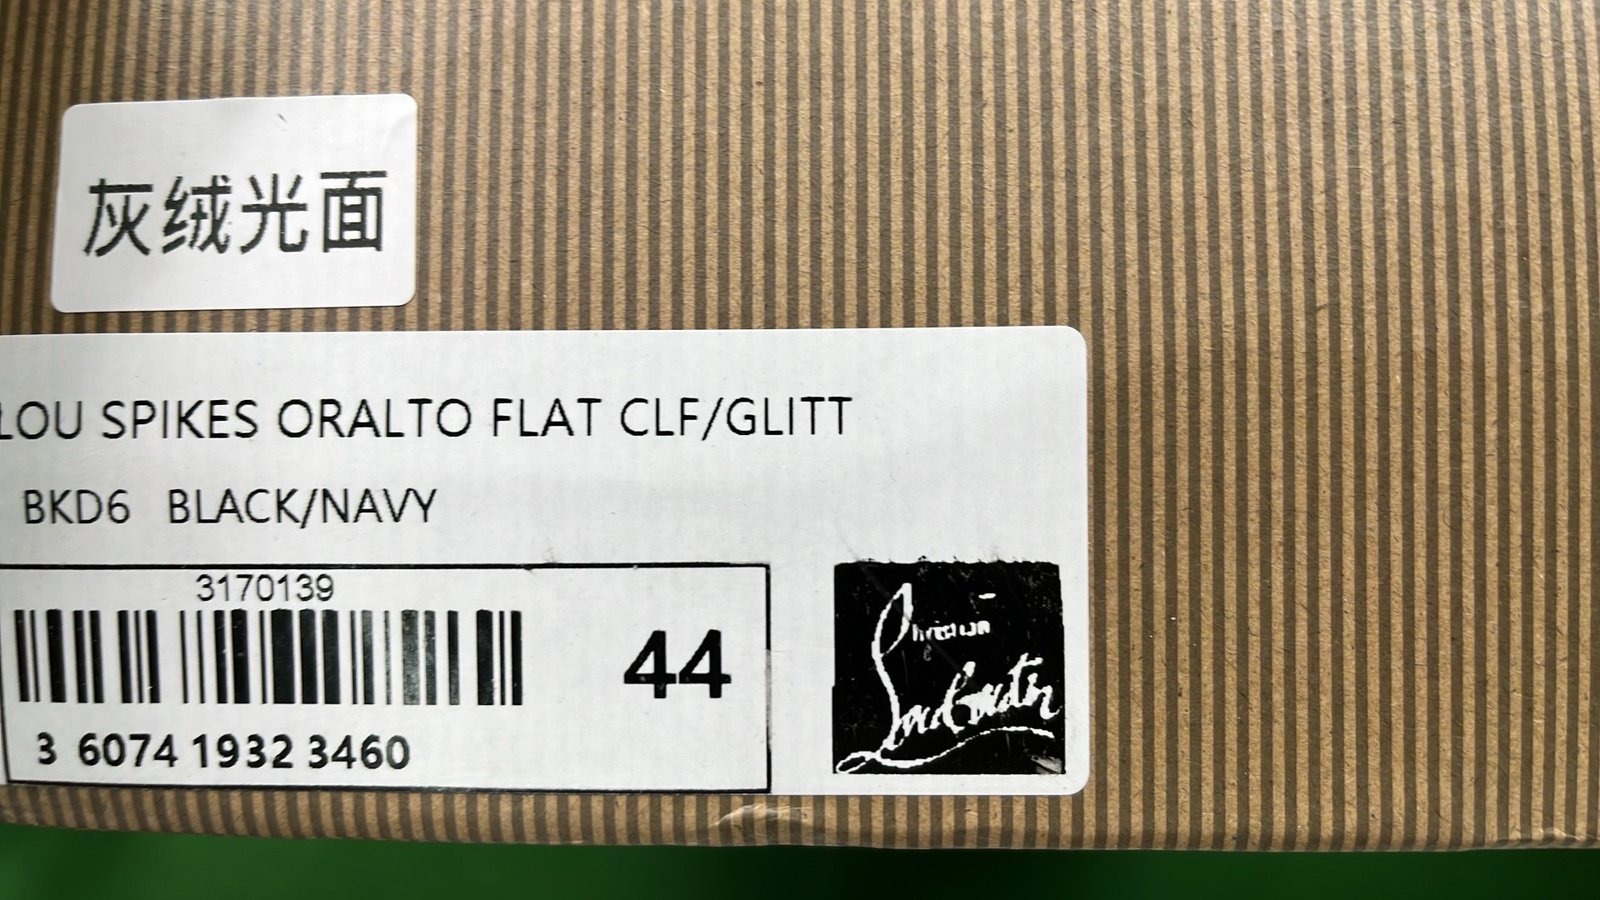 灰绒光面
LOU SPIKES ORALTO FLAT CLF/GLITT
BKD6 BLACK/NAVY
3170139
44
3 6074 1932 3460
Christian
Louboutin